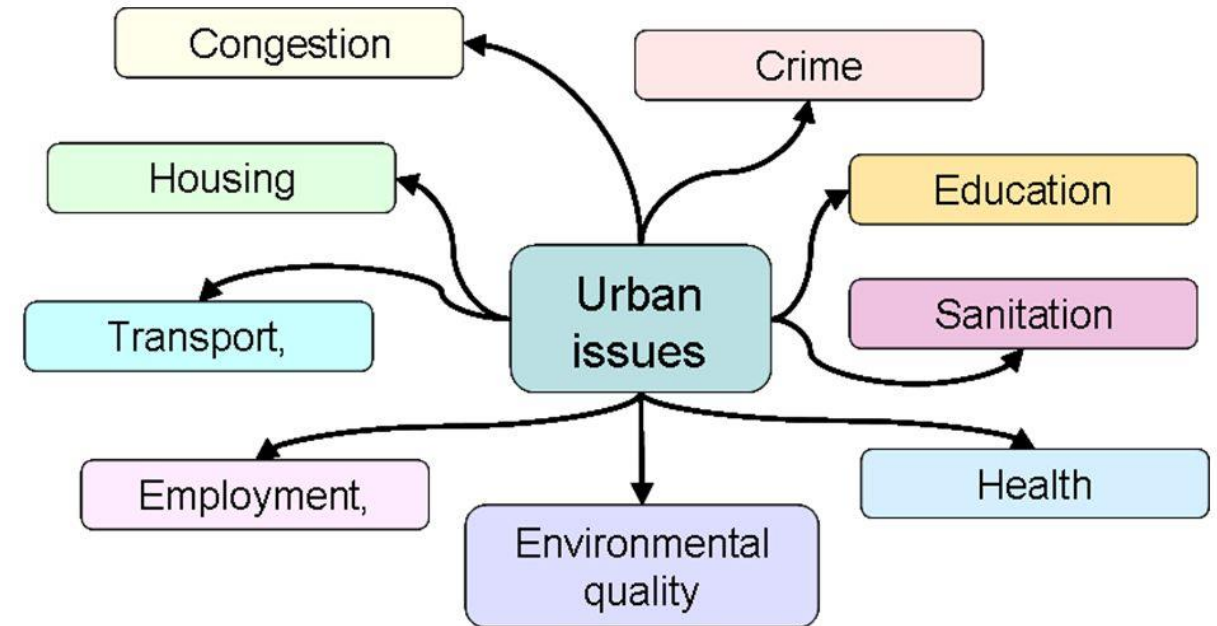 Congestion
Crime
Housing
Education
Urban
issues
Sanitation
Transport,
Employment,
Health
Environmental
quality